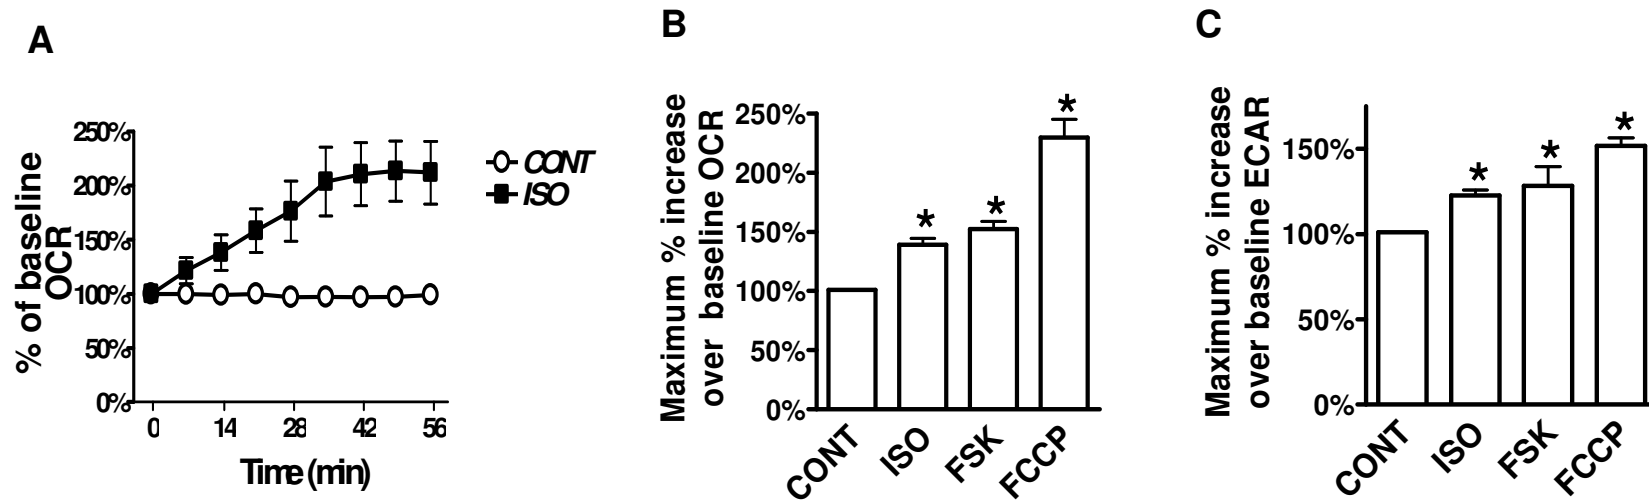 A
% of baseline
OCR
250%
200%
150%
100%
50%
0%
0
14
28
42
56
Time (min)
CONT
ISO
B
Maximum % increase
over baseline OCR
250%
200%
150%
100%
50%
0%
*
*
*
CONT
ISO
FSK
FCCP
C
Maximum % increase
over baseline ECAR
150%
100%
50%
0%
*
*
*
CONT
ISO
FSK
FCCP